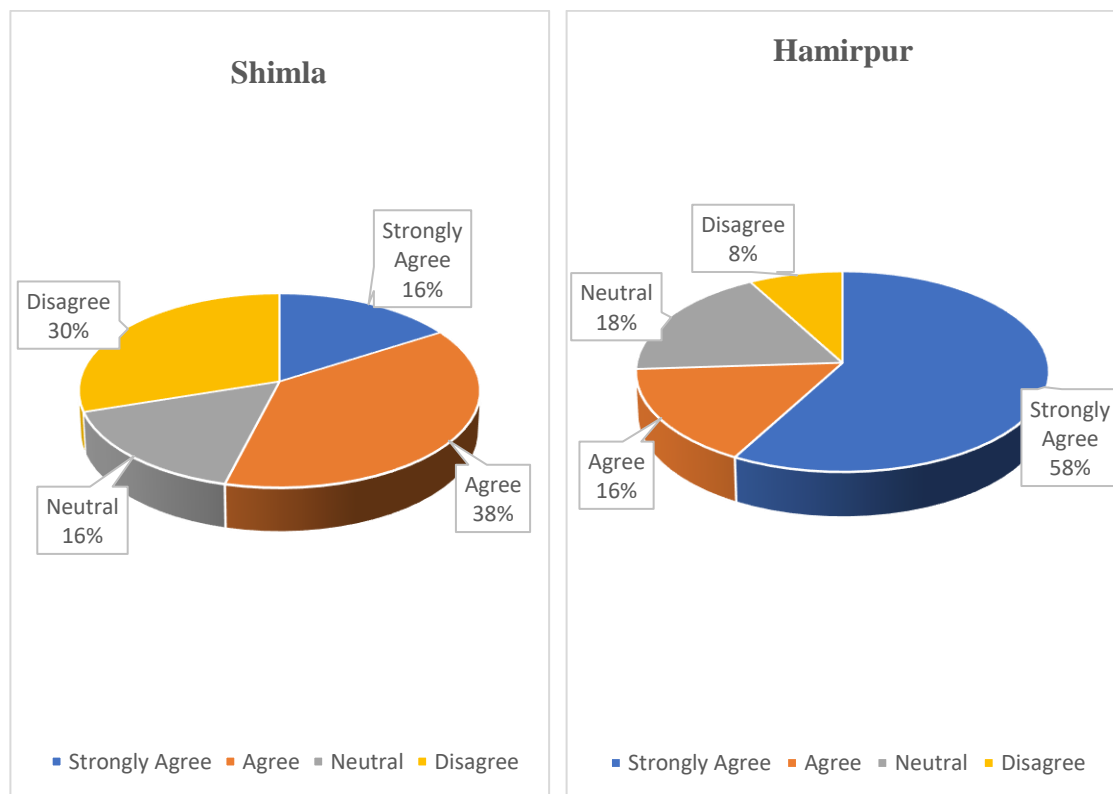 Shimla
Strongly
Agree
16%
Disagree
30%
Neutral
16%
Agree
38%
Strongly Agree Agree Neutral Disagree
Hamirpur
Disagree
8%
Neutral
18%
Strongly
Agree
58%
Agree
16%
Strongly Agree Agree Neutral Disagree